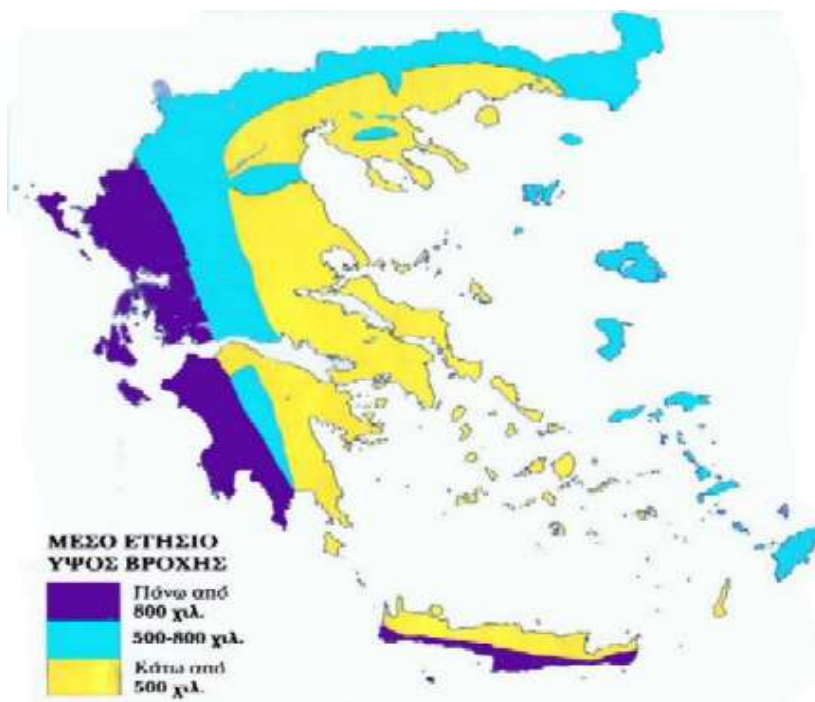 ΜΕΣΟ ΕΤΗΣΙΟ
ΥΨΟΣ ΒΡΟΧΗΣ
Πάνω από
800 χιλ.
500-800 χιλ.
Κάτω από
500 χιλ.